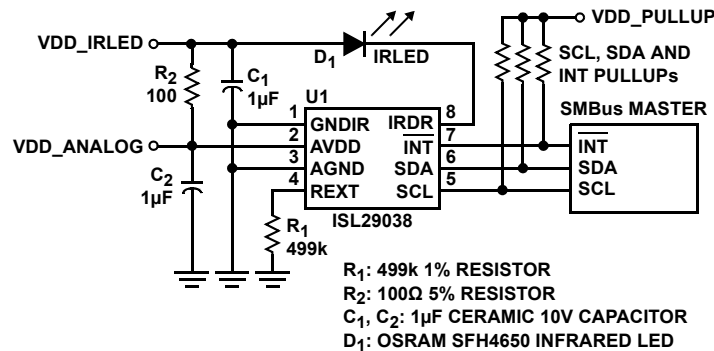 VDD_PULLUP
VDD_IRLED
D1
IRLED
SCL, SDA AND
INT PULLUPs
R2
100
C1
1µF
U1
SMBus MASTER
1
GNDIR
IRDR
8
VDD_ANALOG
2
AVDD
INT
7
INT
3
AGND
SDA
6
SDA
4
REXT
SCL
5
SCL
C2
1µF
ISL29038
R1
499k
R1: 499k 1% RESISTOR
R2: 100Ω 5% RESISTOR
C1, C2: 1µF CERAMIC 10V CAPACITOR
D1: OSRAM SFH4650 INFRARED LED